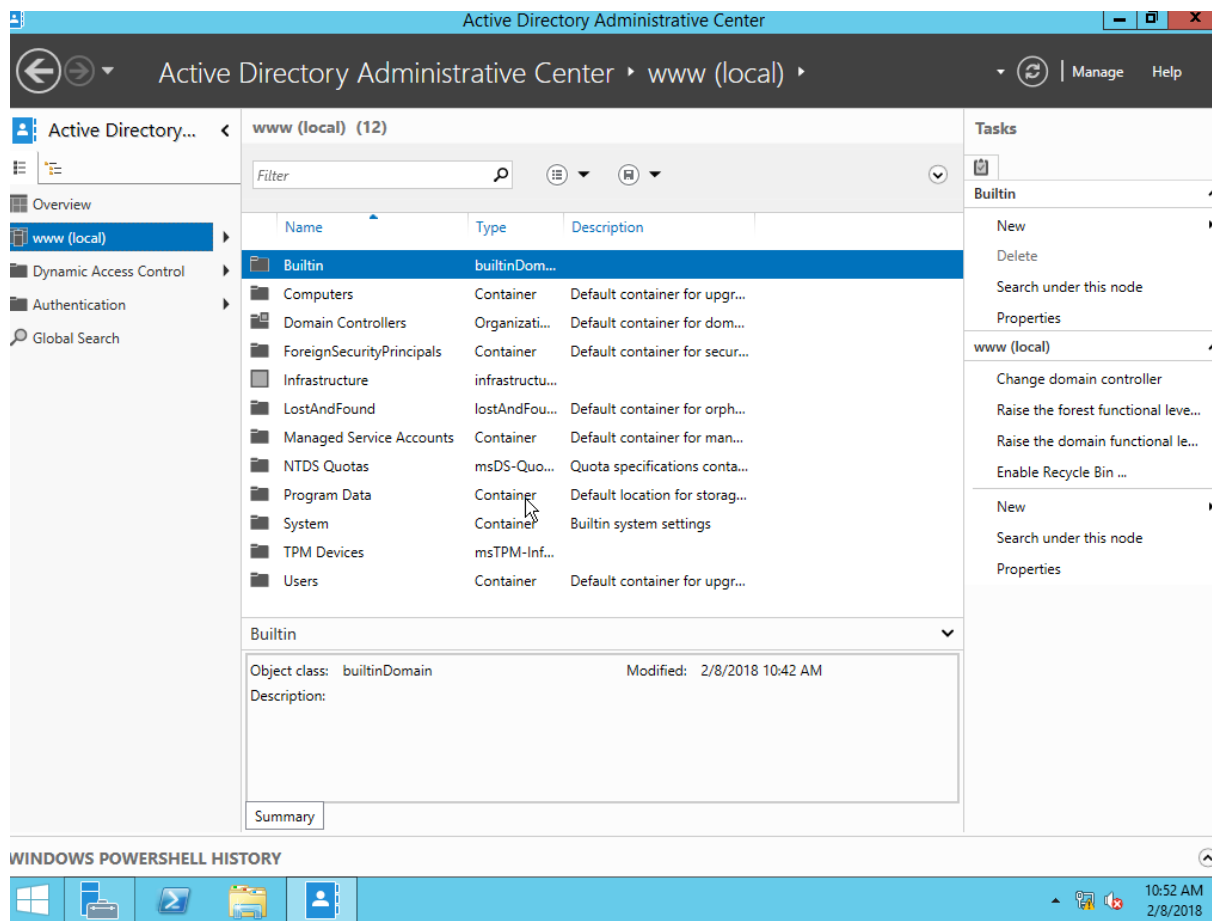 Active Directory Administrative Center
Active Directory Administrative Center • www (local) •
Manage Help
Active Directory...
Overview
www (local)
Dynamic Access Control
Authentication
Global Search
www (local) (12)
Filter
Name Type Description
Builtin builtinDom...
Computers Container Default container for upgr...
Domain Controllers Organizati... Default container for dom...
ForeignSecurityPrincipals Container Default container for secur...
Infrastructure infrastructu...
LostAndFound lostAndFou... Default container for orph...
Managed Service Accounts Container Default container for man...
NTDS Quotas msDS-Quo... Quota specifications conta...
Program Data Container Default location for storag...
System Container Builtin system settings
TPM Devices msTPM-Inf...
Users Container Default container for upgr...
Builtin
Object class: builtinDomain Modified: 2/8/2018 10:42 AM
Description:
Summary
Tasks
Builtin
New
Delete
Search under this node
Properties
www (local)
Change domain controller
Raise the forest functional leve...
Raise the domain functional le...
Enable Recycle Bin ...
New
Search under this node
Properties
WINDOWS POWERSHELL HISTORY
10:52 AM
2/8/2018